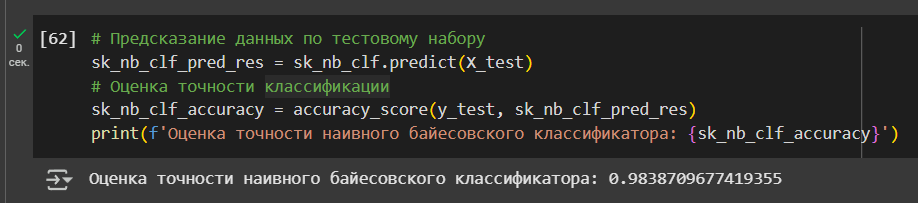 [62] # Предсказание данных по тестовому набору
0
сек.
sk_nb_clf_pred_res = sk_nb_clf.predict(X_test)
# Оценка точности классификации
sk_nb_clf_accuracy = accuracy_score(y_test, sk_nb_clf_pred_res)
print(f'Оценка точности наивного байесовского классификатора: {sk_nb_clf_accuracy}')
Оценка точности наивного байесовского классификатора: 0.9838709677419355